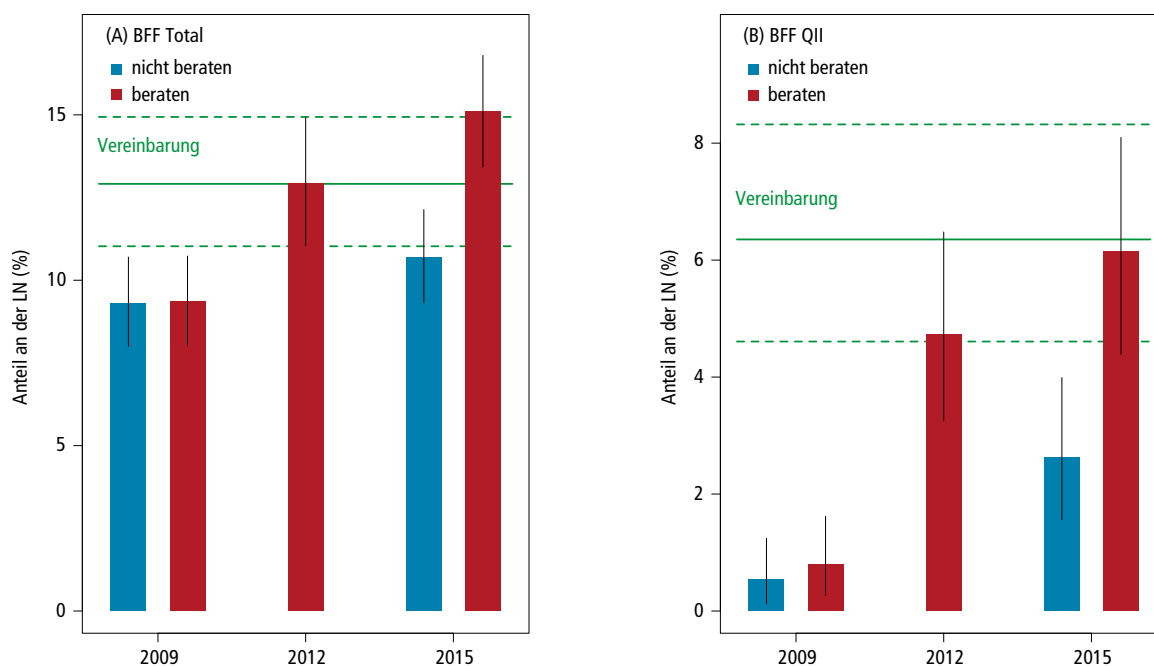 (A) BFF Total
nicht beraten
beraten
Vereinbarung
Anteil an der LN (%)
15
10
5
0
2009
2012
2015
(B) BFF QII
nicht beraten
beraten
Vereinbarung
Anteil an der LN (%)
8
6
4
2
0
2009
2012
2015